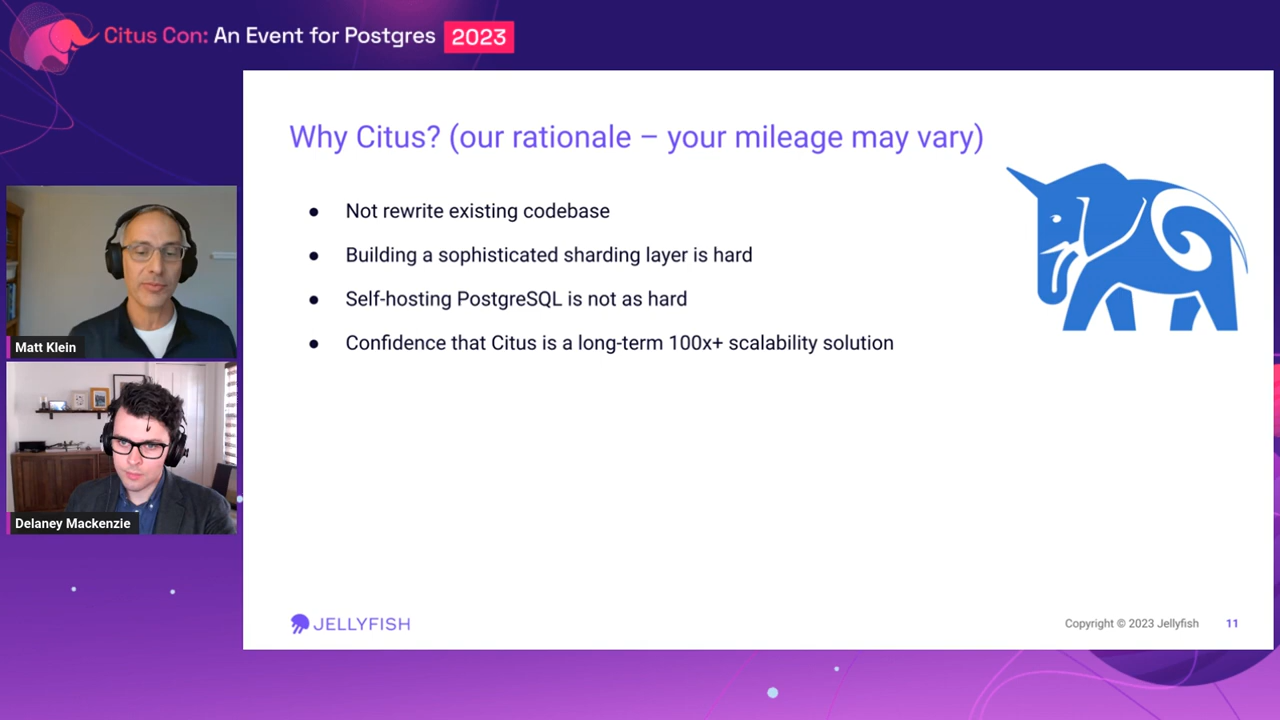 Citus Con: An Event for Postgres 2023
Why Citus? (our rationale – your mileage may vary)
● Not rewrite existing codebase
● Building a sophisticated sharding layer is hard
● Self-hosting PostgreSQL is not as hard
● Confidence that Citus is a long-term 100x+ scalability solution
Matt Klein
Delaney Mackenzie
JELLYFISH
Copyright © 2023 Jellyfish 11